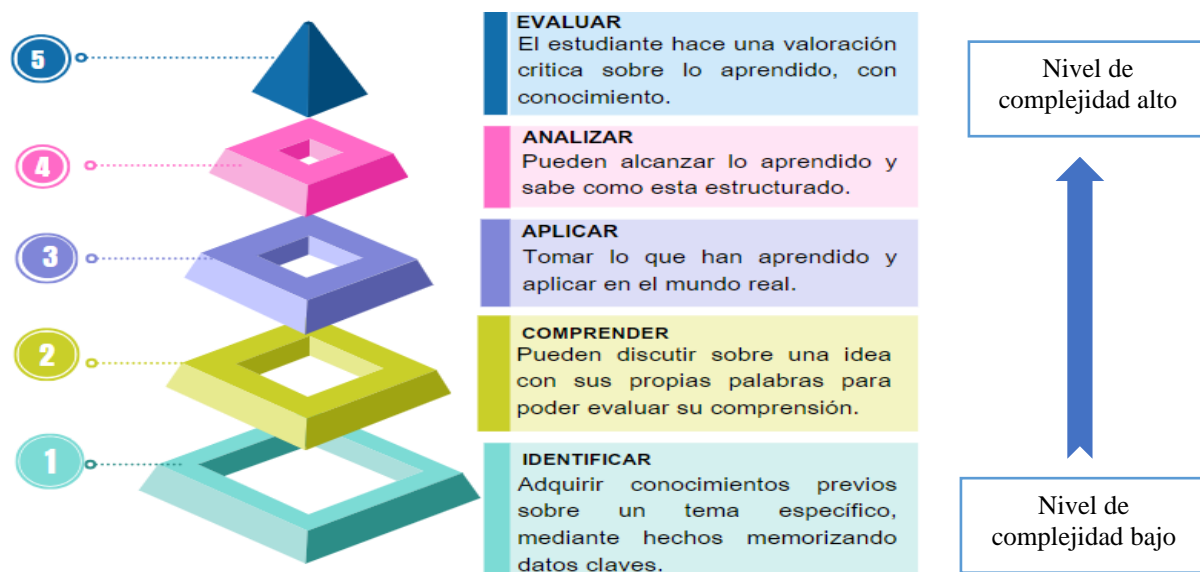 5
EVALUAR
El estudiante hace una valoración
critica sobre lo aprendido, con
conocimiento.
4
ANALIZAR
Pueden alcanzar lo aprendido y
sabe como esta estructurado.
3
APLICAR
Tomar lo que han aprendido y
aplicar en el mundo real.
2
COMPRENDER
Pueden discutir sobre una idea
con sus propias palabras para
poder evaluar su comprensión.
1
IDENTIFICAR
Adquirir conocimientos previos
sobre un tema específico,
mediante hechos memorizando
datos claves.
Nivel de
complejidad alto
Nivel de
complejidad bajo